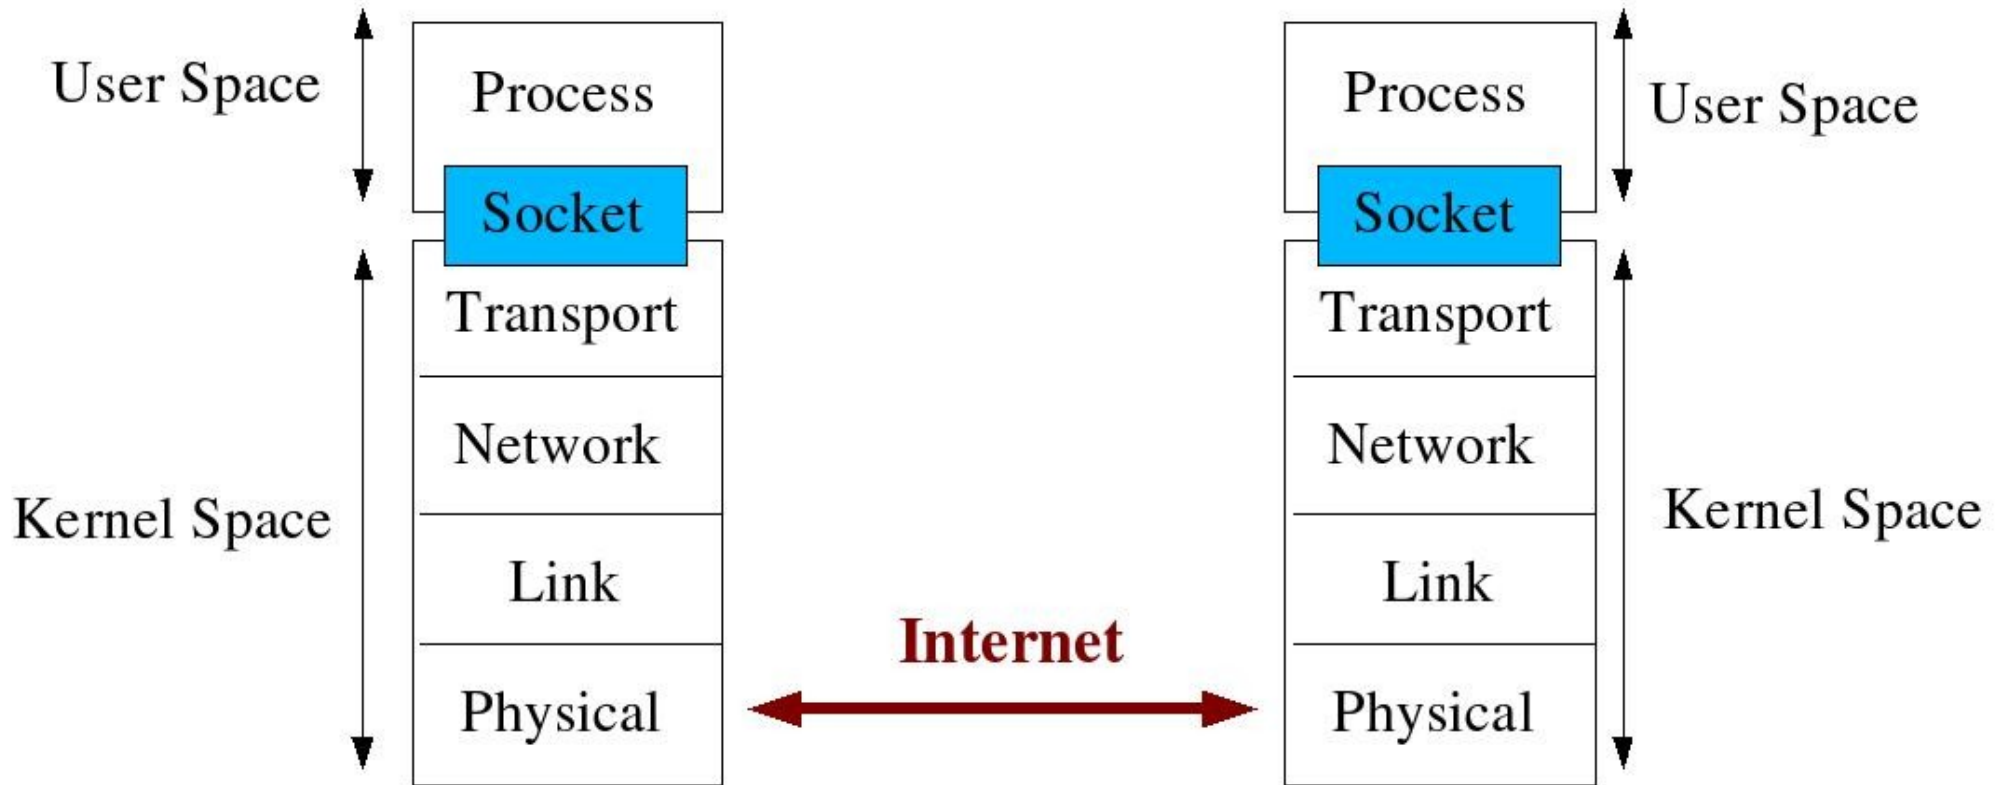 User Space
Process
Socket
Transport
Network
Kernel Space
Link
Physical
Internet
Process
User Space
Socket
Transport
Network
Kernel Space
Link
Physical